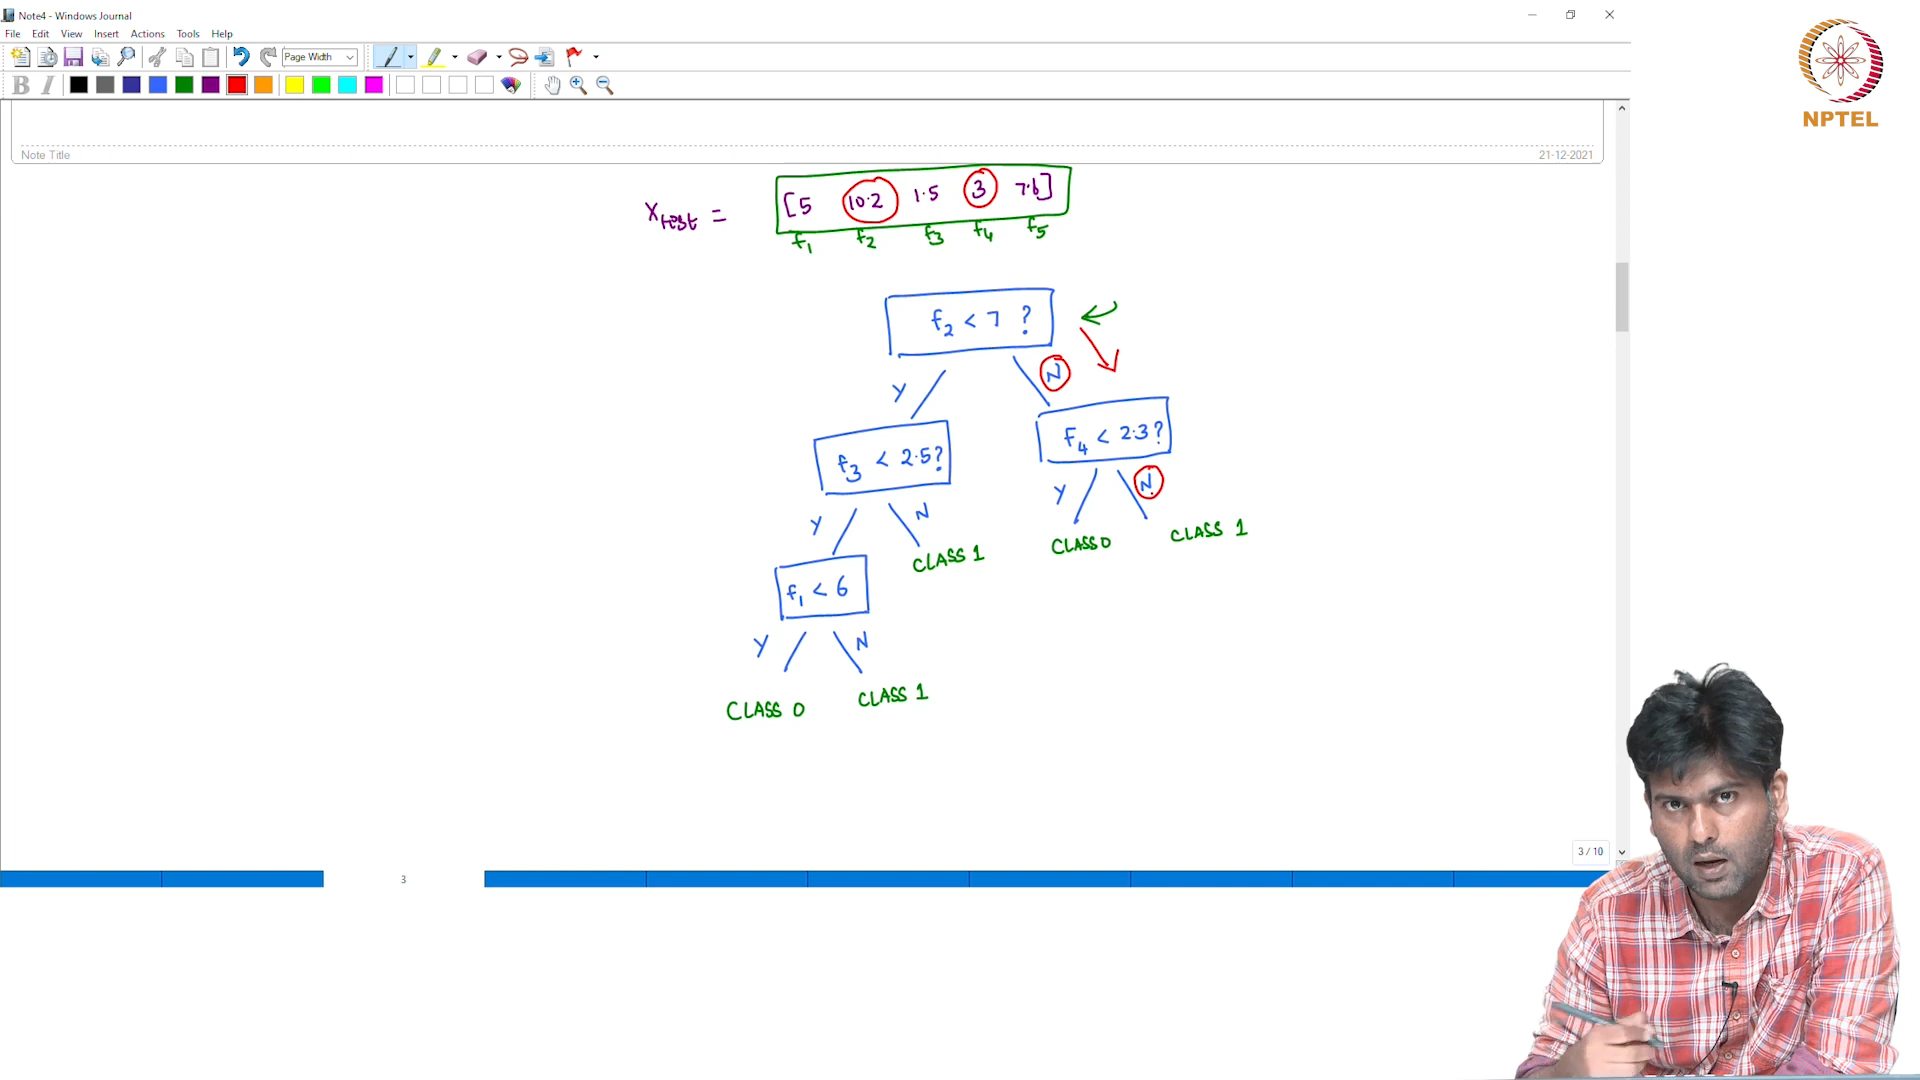 Note4 - Windows Journal
File Edit View Insert Actions Tools Help
Page Width
B I
Note Title 21-12-2021
NPTEL
Xtest = [5 10.2 1.5 3 7.6]
f1 f2 f3 f4 f5
f2 < 7 ?
Y N
f3 < 2.5? f4 < 2.3?
Y N Y N
CLASS 1 CLASS 0 CLASS 1
f1 < 6
Y N
CLASS 0 CLASS 1
3 / 10
3